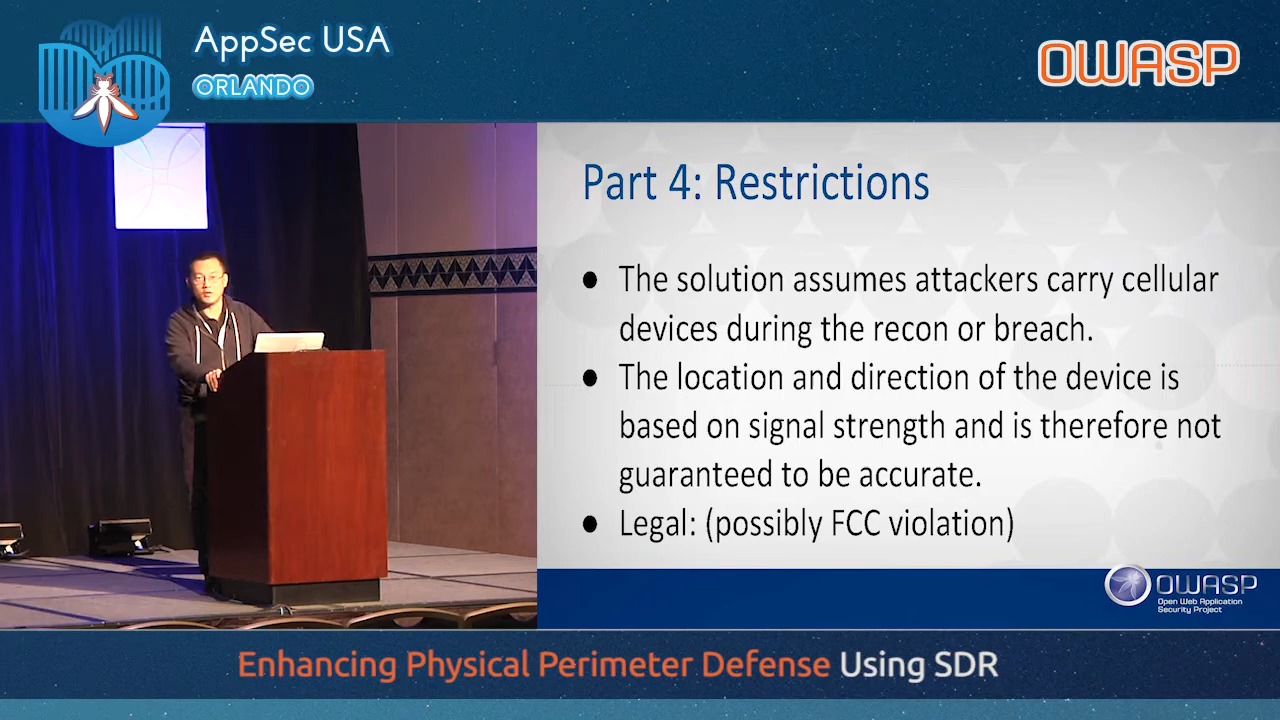 AppSec USA
ORLANDO
OWASP
Part 4: Restrictions
● The solution assumes attackers carry cellular
devices during the recon or breach.
● The location and direction of the device is
based on signal strength and is therefore not
guaranteed to be accurate.
● Legal: (possibly FCC violation)
OWASP
Open Web Application
Security Project
Enhancing Physical Perimeter Defense Using SDR